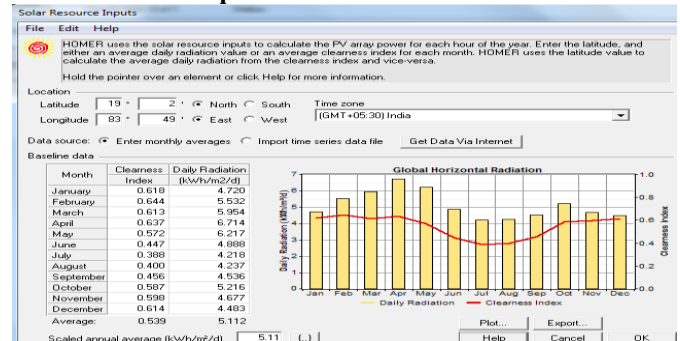 Solar Resource Inputs
File Edit Help
HOMER uses the solar resource inputs to calculate the PV array power for each hour of the year. Enter the latitude, and
either an average daily radiation value or an average clearness index for each month. HOMER uses the latitude value to
calculate the average daily radiation from the clearness index and vice-versa.
Hold the pointer over an element or click Help for more information.
Location
Latitude 19 ° 2 ' North South Time zone
Longitude 83 ° 49 ' East West (GMT+05:30) India
Data source: Enter monthly averages Import time series data file Get Data Via Internet
Baseline data
Month Clearness Index Daily Radiation (kWh/m2/d)
January 0.618 4.720
February 0.644 5.532
March 0.613 5.954
April 0.637 6.714
May 0.572 6.217
June 0.447 4.888
July 0.388 4.218
August 0.400 4.237
September 0.456 4.536
October 0.587 5.216
November 0.598 4.677
December 0.614 4.483
Average: 0.539 5.112
Scaled annual average (kWh/m²/d) 5.11 {..}
Global Horizontal Radiation
Daily Radiation (kWh/m²/d)
7
6
5
4
3
2
1
0
Jan Feb Mar Apr May Jun Jul Aug Sep Oct Nov Dec
1.0
0.8
0.6
0.4
0.2
0.0
Clearness Index
Daily Radiation Clearness Index
Plot... Export...
Help Cancel OK